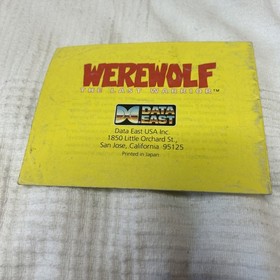 WEREWOLF
THE LAST WARRIOR™
DATA
EAST
Data East USA, Inc.
1850 Little Orchard St.,
San Jose, California 95125
Printed in Japan